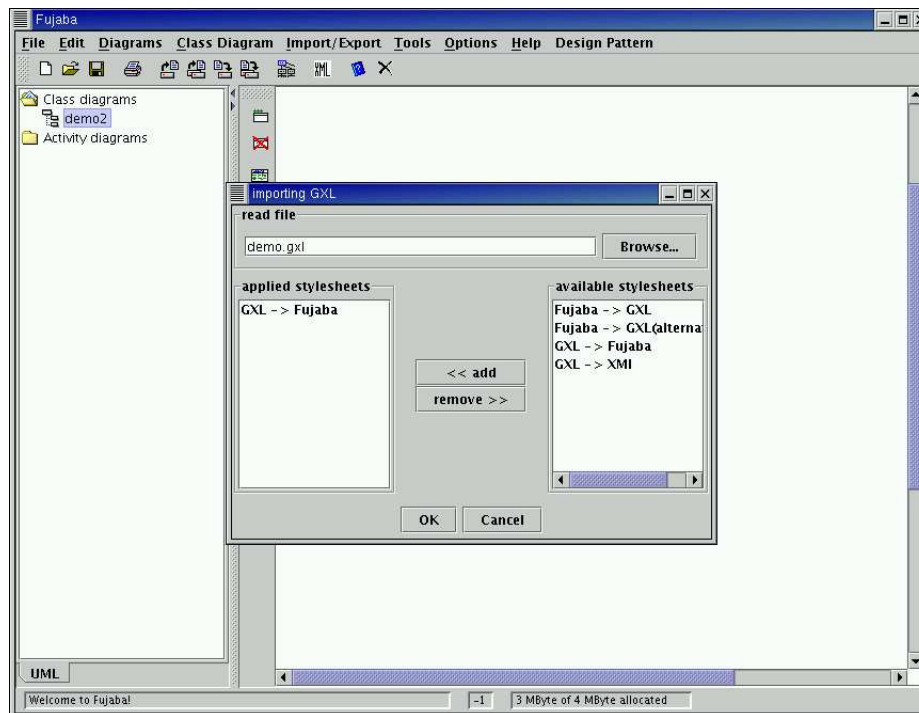 Fujaba
File Edit Diagrams Class Diagram Import/Export Tools Options Help Design Pattern
Class diagrams
demo2
Activity diagrams
importing GXL
read file
demo.gxl
Browse...
applied stylesheets
GXL -> Fujaba
<< add
remove >>
available stylesheets
Fujaba -> GXL
Fujaba -> GXL(alterna
GXL -> Fujaba
GXL -> XMI
OK
Cancel
UML
Welcome to Fujaba!
-1
3 MByte of 4 MByte allocated